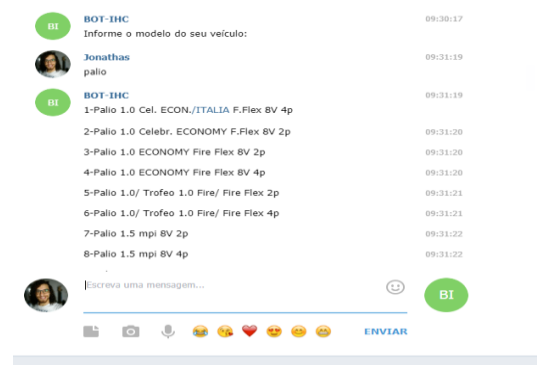 BI
BOT-IHC 09:30:17
Informe o modelo do seu veículo:
Jonathas 09:31:19
palio
BI
BOT-IHC 09:31:19
1-Palio 1.0 Cel. ECON./ITALIA F.Flex 8V 4p
2-Palio 1.0 Celebr. ECONOMY F.Flex 8V 2p 09:31:20
3-Palio 1.0 ECONOMY Fire Flex 8V 2p 09:31:20
4-Palio 1.0 ECONOMY Fire Flex 8V 4p 09:31:20
5-Palio 1.0/ Trofeo 1.0 Fire/ Fire Flex 2p 09:31:21
6-Palio 1.0/ Trofeo 1.0 Fire/ Fire Flex 4p 09:31:21
7-Palio 1.5 mpi 8V 2p 09:31:22
8-Palio 1.5 mpi 8V 4p 09:31:22
Escreva uma mensagem...
BI
ENVIAR